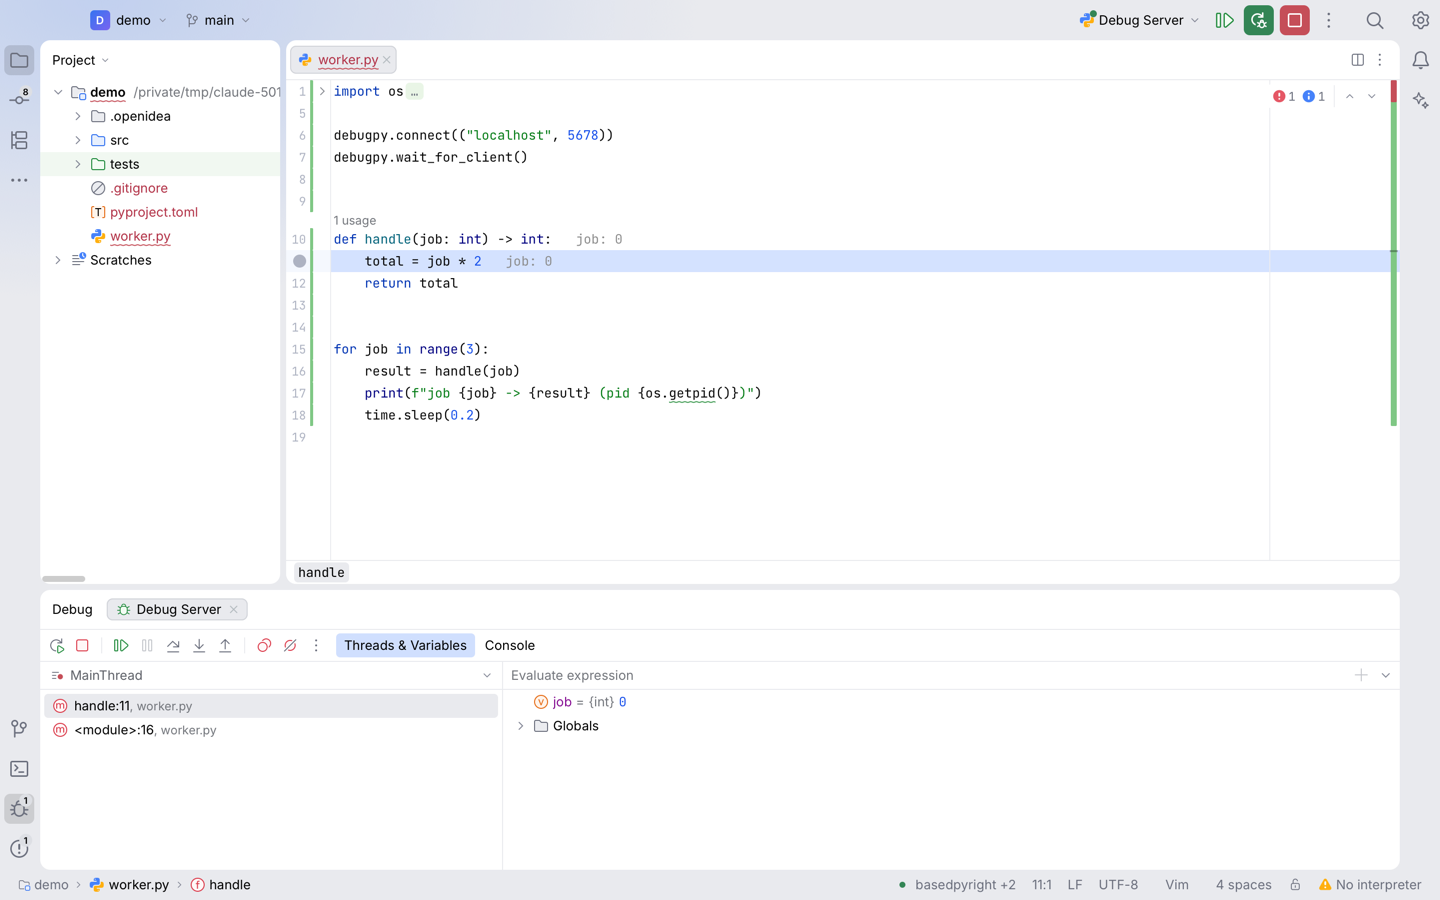 D demo main Debug Server
Project
demo /private/tmp/claude-501
.openidea
src
tests
.gitignore
[T] pyproject.toml
worker.py
Scratches
8
worker.py
1 import os...
5
6 debugpy.connect(("localhost", 5678))
7 debugpy.wait_for_client()
8
9
1 usage
10 def handle(job: int) -> int: job: 0
total = job * 2 job: 0
12 return total
13
14
15 for job in range(3):
16 result = handle(job)
17 print(f"job {job} -> {result} (pid {os.getpid()})")
18 time.sleep(0.2)
19
1 1
handle
Debug Debug Server
Threads & Variables Console
MainThread
handle:11, worker.py
<module>:16, worker.py
Evaluate expression
job = {int} 0
Globals
1
1
demo worker.py handle
basedpyright +2 11:1 LF UTF-8 Vim 4 spaces No interpreter